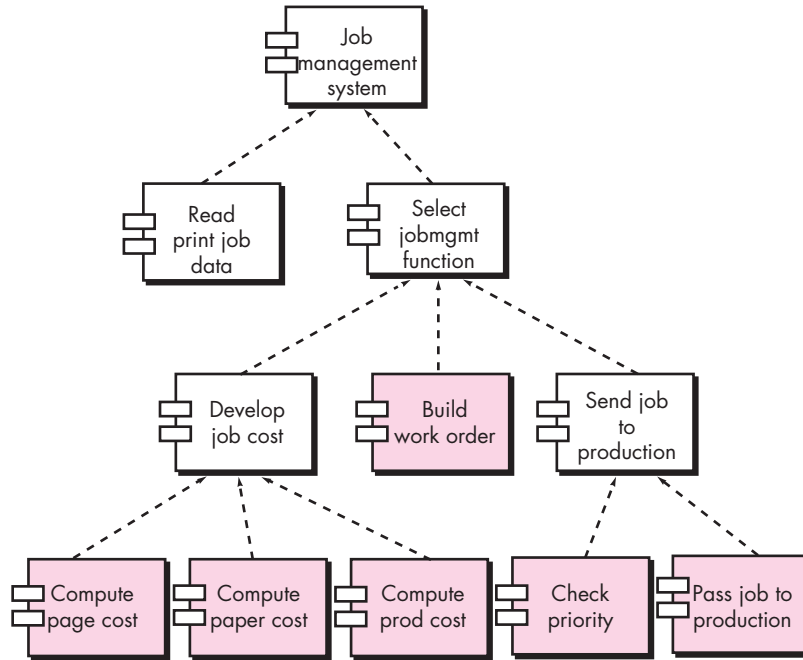 Job
management
system
Read
print job
data
Select
jobmgmt
function
Develop
job cost
Build
work order
Send job
to
production
Compute
page cost
Compute
paper cost
Compute
prod cost
Check
priority
Pass job to
production